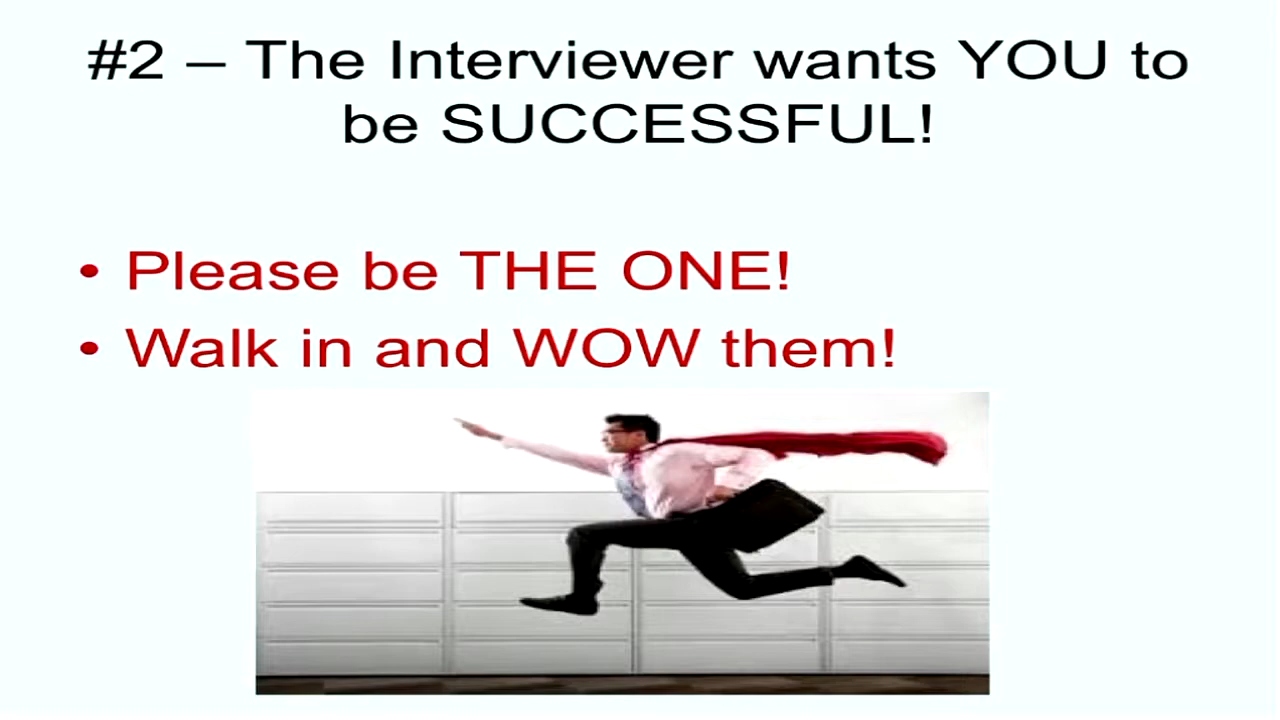 #2 – The Interviewer wants YOU to
be SUCCESSFUL!
• Please be THE ONE!
• Walk in and WOW them!